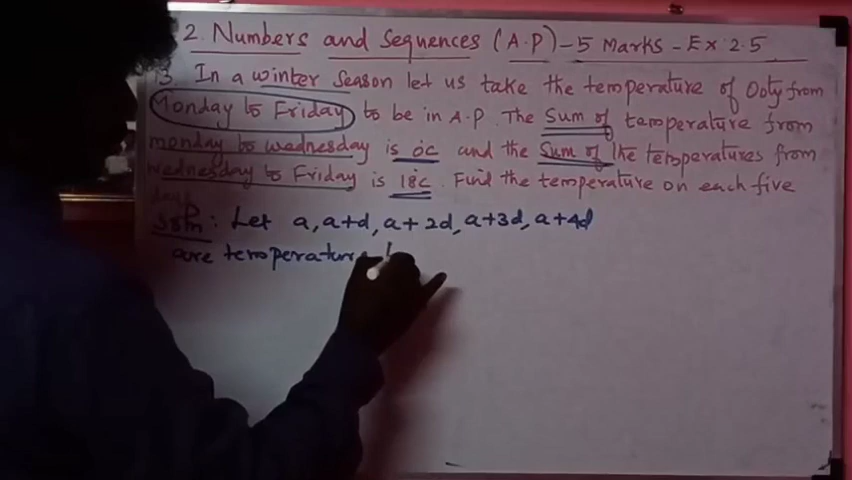 2. Numbers and Sequences (A.P) - 5 Marks - Ex 2.5
3. In a winter season let us take the temperature of Ooty from
Monday to Friday to be in A.P. The Sum of temperature from
monday to wednesday is 0°c and the Sum of the temperatures from
wednesday to Friday is 18°c. Find the temperature on each five
days
Soln: Let a, a+d, a+2d, a+3d, a+4d
are temperature